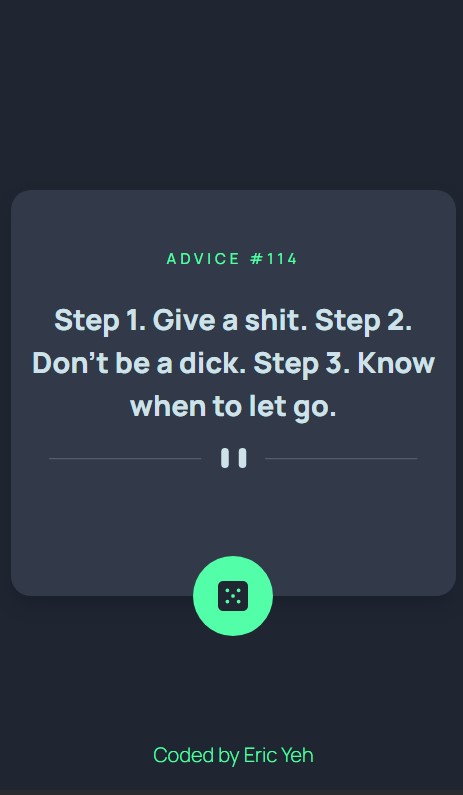 ADVICE #114
Step 1. Give a shit. Step 2.
Don’t be a dick. Step 3. Know
when to let go.
Coded by Eric Yeh